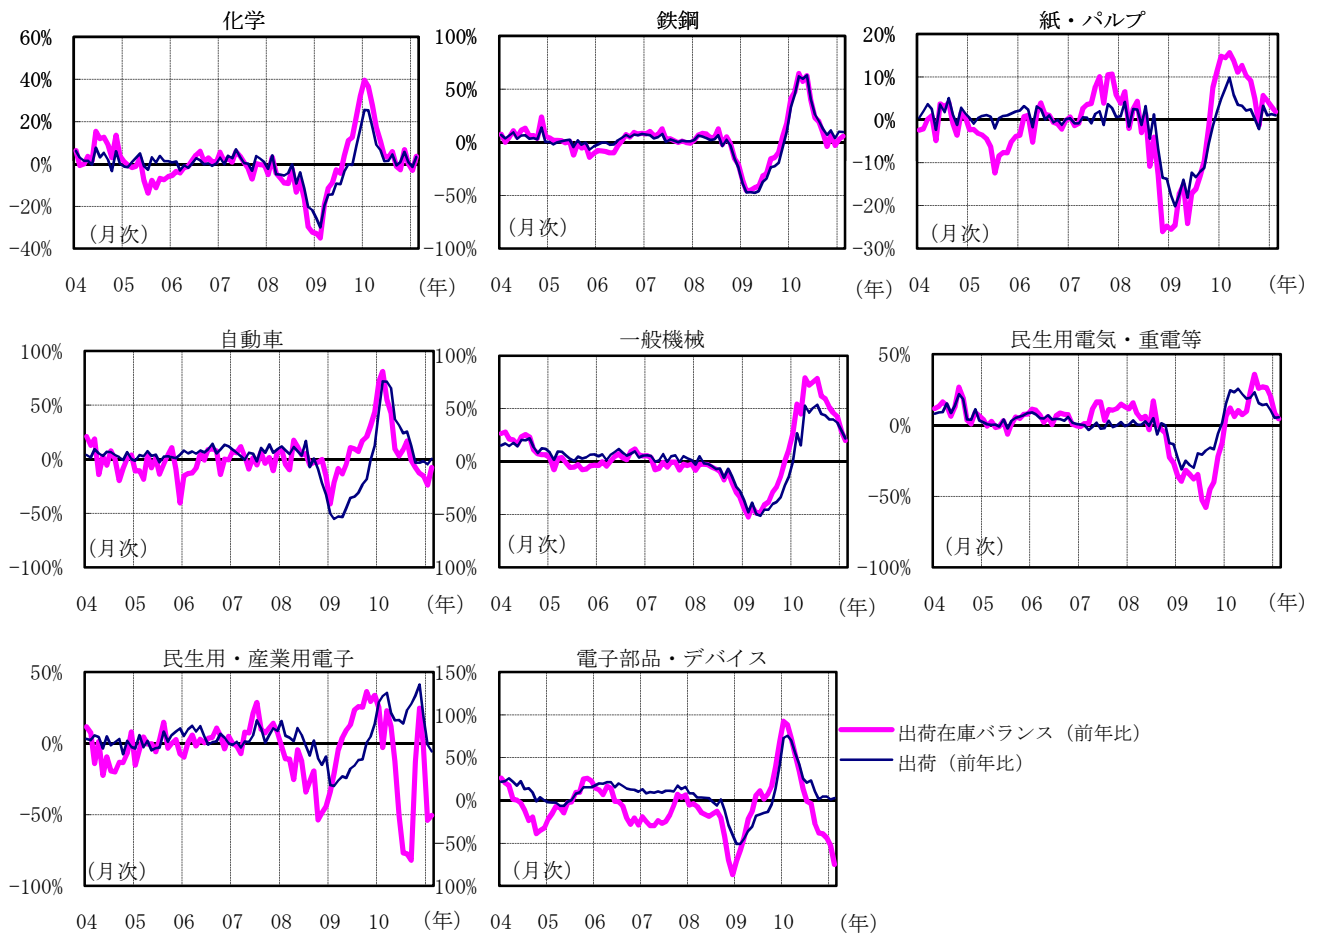 化学
60%
40%
20%
0%
-20%
-40%
(月次)
04 05 06 07 08 09 10 (年)
鉄鋼
100%
50%
0%
-50%
-100%
(月次)
04 05 06 07 08 09 10 (年)
紙・パルプ
20%
10%
0%
-10%
-20%
-30%
(月次)
04 05 06 07 08 09 10 (年)
自動車
100%
50%
0%
-50%
-100%
(月次)
04 05 06 07 08 09 10 (年)
一般機械
100%
50%
0%
-50%
100%
(月次)
04 05 06 07 08 09 10 (年)
民生用電気・重電等
50%
0%
-50%
-100%
(月次)
04 05 06 07 08 09 10 (年)
民生用・産業用電子
50%
0%
-50%
-100%
(月次)
04 05 06 07 08 09 10 (年)
電子部品・デバイス
150%
100%
50%
0%
50%
100%
(月次)
04 05 06 07 08 09 10 (年)
出荷在庫バランス（前年比）
出荷（前年比）